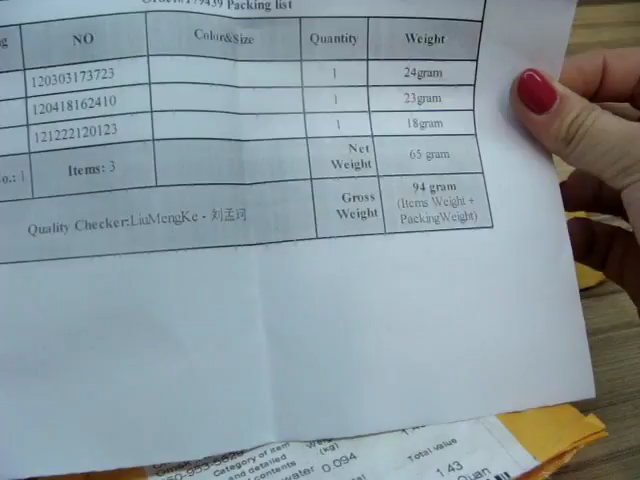 Packing list
NO Color&Size Quantity Weight
120303173723 1 24gram
120418162410 1 23gram
121222120123 1 18gram
Items: 3 Net Weight 65 gram
Quality Checker:LiuMengKe - 刘孟珂 Gross Weight 94 gram
(Items Weight +
PackingWeight)
Category of item
and detailed
contents
(kg)
0.094
Total value
1.43